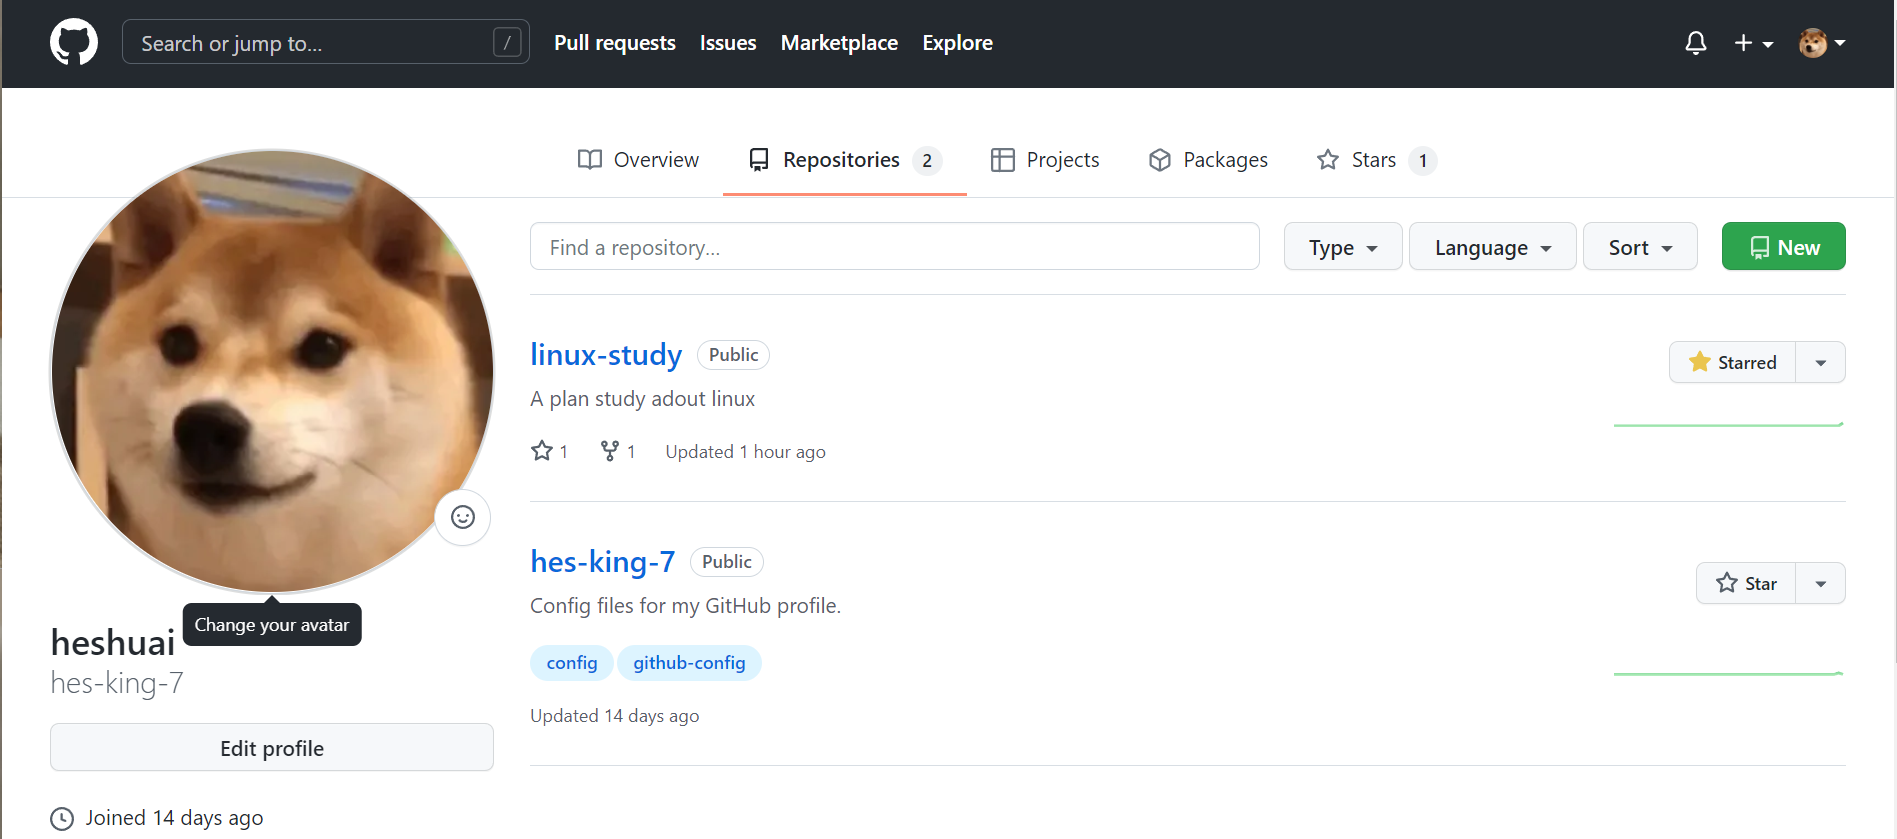 Search or jump to... /
Pull requests Issues Marketplace Explore
Overview Repositories 2 Projects Packages Stars 1
Find a repository... Type Language Sort New
linux-study Public
Starred
A plan study adout linux
1 1 Updated 1 hour ago
hes-king-7 Public
Star
Config files for my GitHub profile.
config github-config
Updated 14 days ago
Change your avatar
heshuai
hes-king-7
Edit profile
Joined 14 days ago